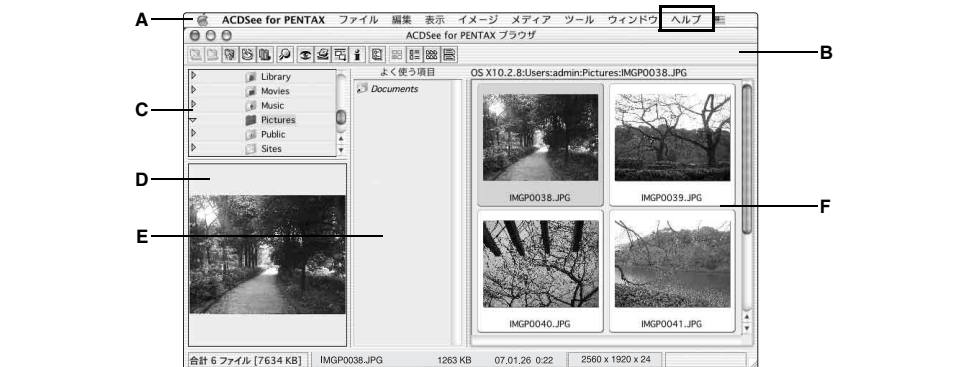 A
ACDSee for PENTAX ファイル 編集 表示 イメージ メディア ツール ウィンドウ ヘルプ
ACDSee for PENTAX ブラウザ
B
よく使う項目
OS X10.2.8:Users:admin:Pictures:IMGP0038.JPG
C
Library
Movies
Music
Pictures
Public
Sites
Documents
D
E
F
IMGP0038.JPG
IMGP0039.JPG
IMGP0040.JPG
IMGP0041.JPG
合計 6 ファイル [7634 KB]
IMGP0038.JPG 1263 KB 07.01.26 0:22 2560 x 1920 x 24